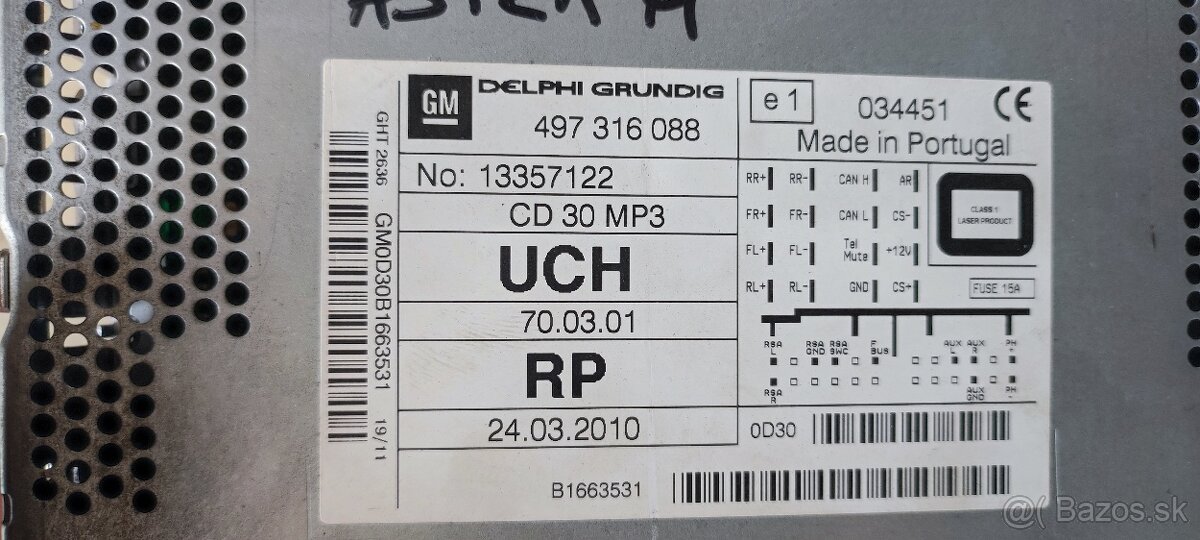 ASTRA H
GM DELPHI GRUNDIG
497 316 088
e 1 034451 CE
Made in Portugal
No: 13357122
CD 30 MP3
UCH
70.03.01
RP
24.03.2010
GHT 2636 GM0D30B1663531 19/11
RR+ RR- CAN H AR
FR+ FR- CAN L CS-
FL+ FL- Tel Mute +12V
RL+ RL- GND CS+
CLASS 1
LASER PRODUCT
FUSE 15A
RSA L RSA GND RSA SWC F BUS AUX L AUX R PH -
RSA R AUX GND PH -
0D30
B1663531
@( Bazos.sk